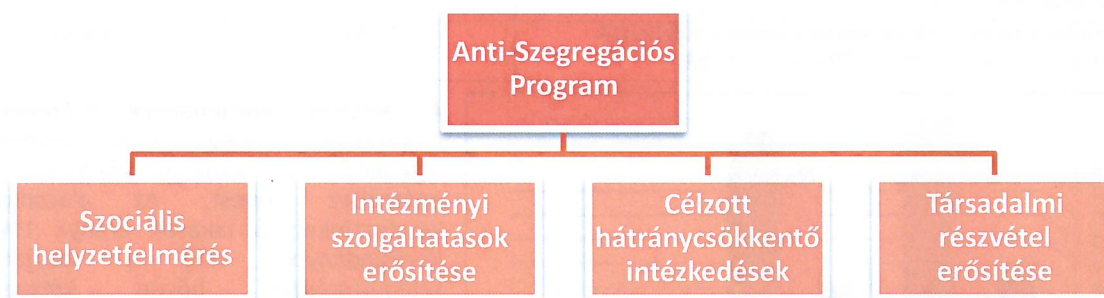 Anti-Szegregációs
Program
Szociális
helyzetfelmérés
Intézményi
szolgáltatások
erősítése
Célzott
hátránycsökkentő
intézkedések
Társadalmi
részvétel
erősítése